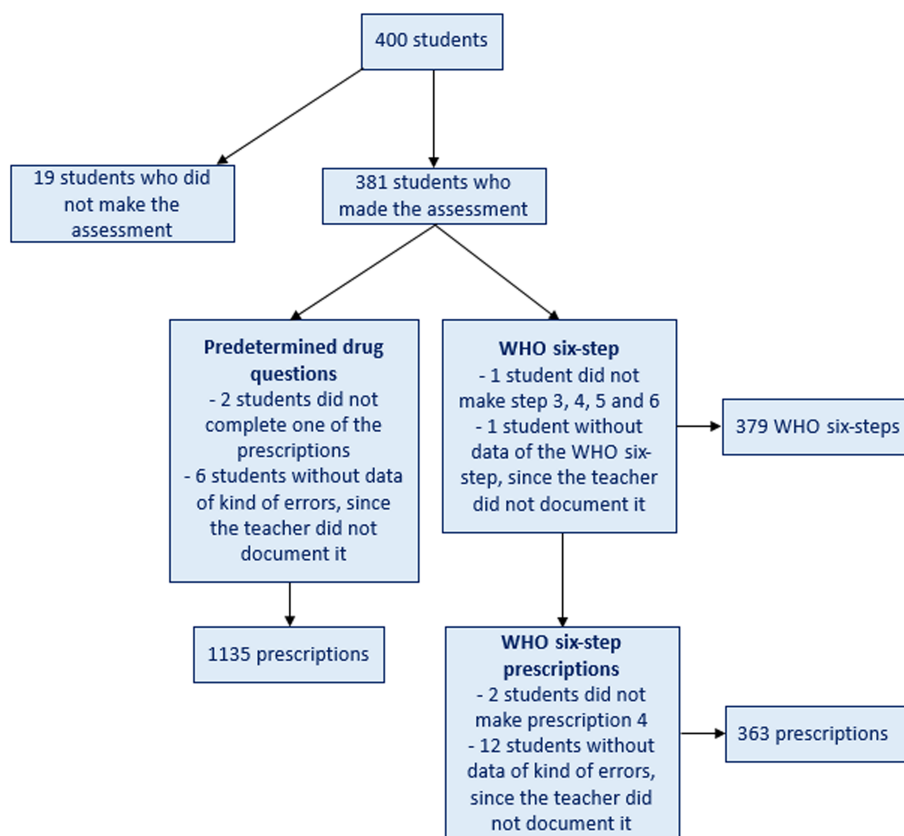 400 students
19 students who did
not make the
assessment
381 students who
made the assessment
Predetermined drug
questions
- 2 students did not
complete one of the
prescriptions
- 6 students without data
of kind of errors, since
the teacher did not
document it
WHO six-step
- 1 student did not
make step 3, 4, 5 and 6
- 1 student without
data of the WHO six-
step, since the teacher
did not document it
379 WHO six-steps
1135 prescriptions
WHO six-step
prescriptions
- 2 students did not
make prescription 4
- 12 students without
data of kind of errors,
since the teacher did
not document it
363 prescriptions